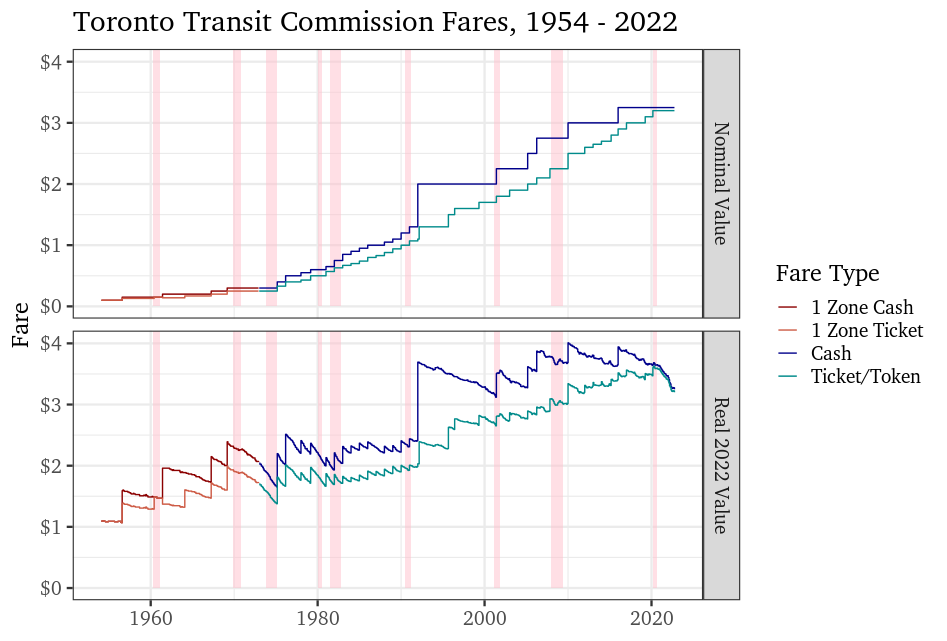 Toronto Transit Commission Fares, 1954 - 2022
Fare
$4
$3
$2
$1
$0
Nominal Value
$4
$3
$2
$1
$0
Real 2022 Value
1960
1980
2000
2020
Fare Type
1 Zone Cash
1 Zone Ticket
Cash
Ticket/Token